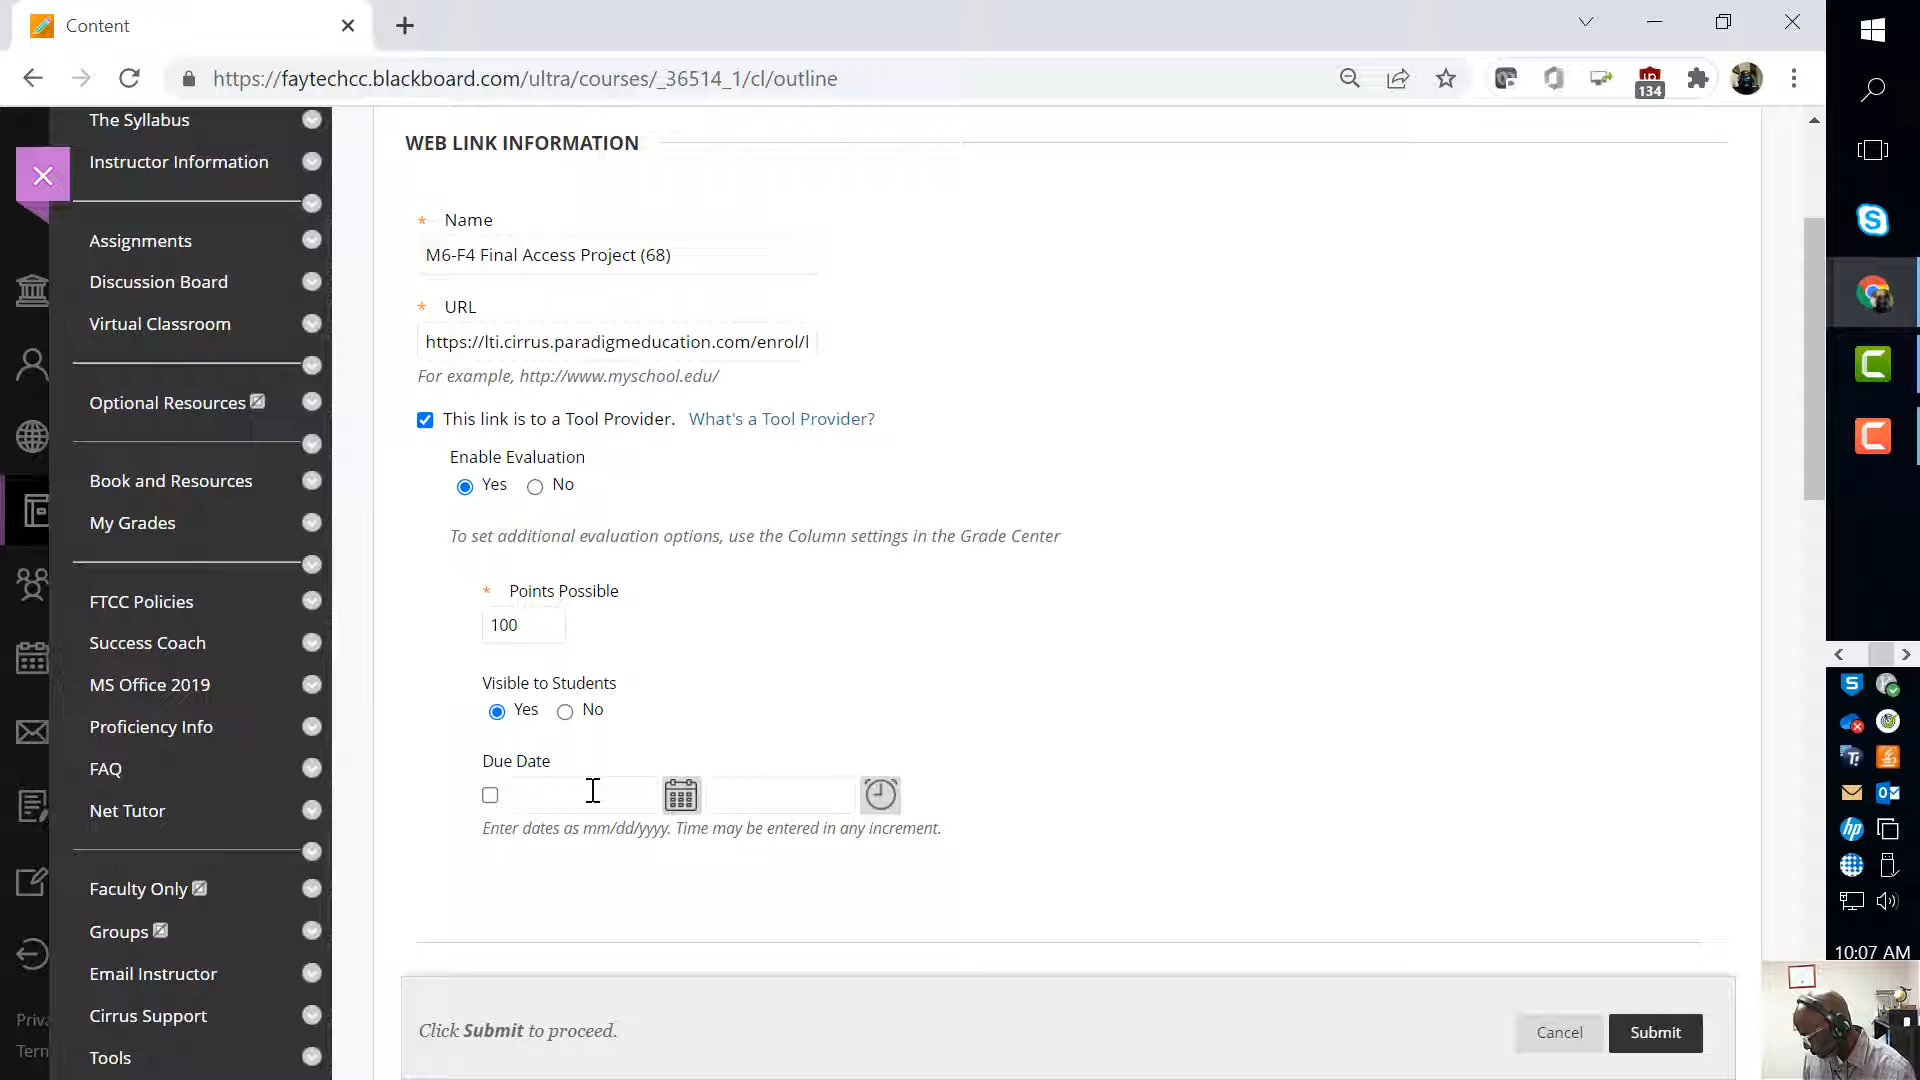 Content
https://faytechcc.blackboard.com/ultra/courses/_36514_1/cl/outline
134
The Syllabus
Instructor Information
Assignments
Discussion Board
Virtual Classroom
Optional Resources
Book and Resources
My Grades
FTCC Policies
Success Coach
MS Office 2019
Proficiency Info
FAQ
Net Tutor
Faculty Only
Groups
Email Instructor
Cirrus Support
Tools
Priva
Term
WEB LINK INFORMATION
* Name
M6-F4 Final Access Project (68)
* URL
https://lti.cirrus.paradigmeducation.com/enrol/l
For example, http://www.myschool.edu/
This link is to a Tool Provider. What's a Tool Provider?
Enable Evaluation
Yes No
To set additional evaluation options, use the Column settings in the Grade Center
* Points Possible
100
Visible to Students
Yes No
Due Date
Enter dates as mm/dd/yyyy. Time may be entered in any increment.
Click Submit to proceed.
Cancel Submit
10:07 AM